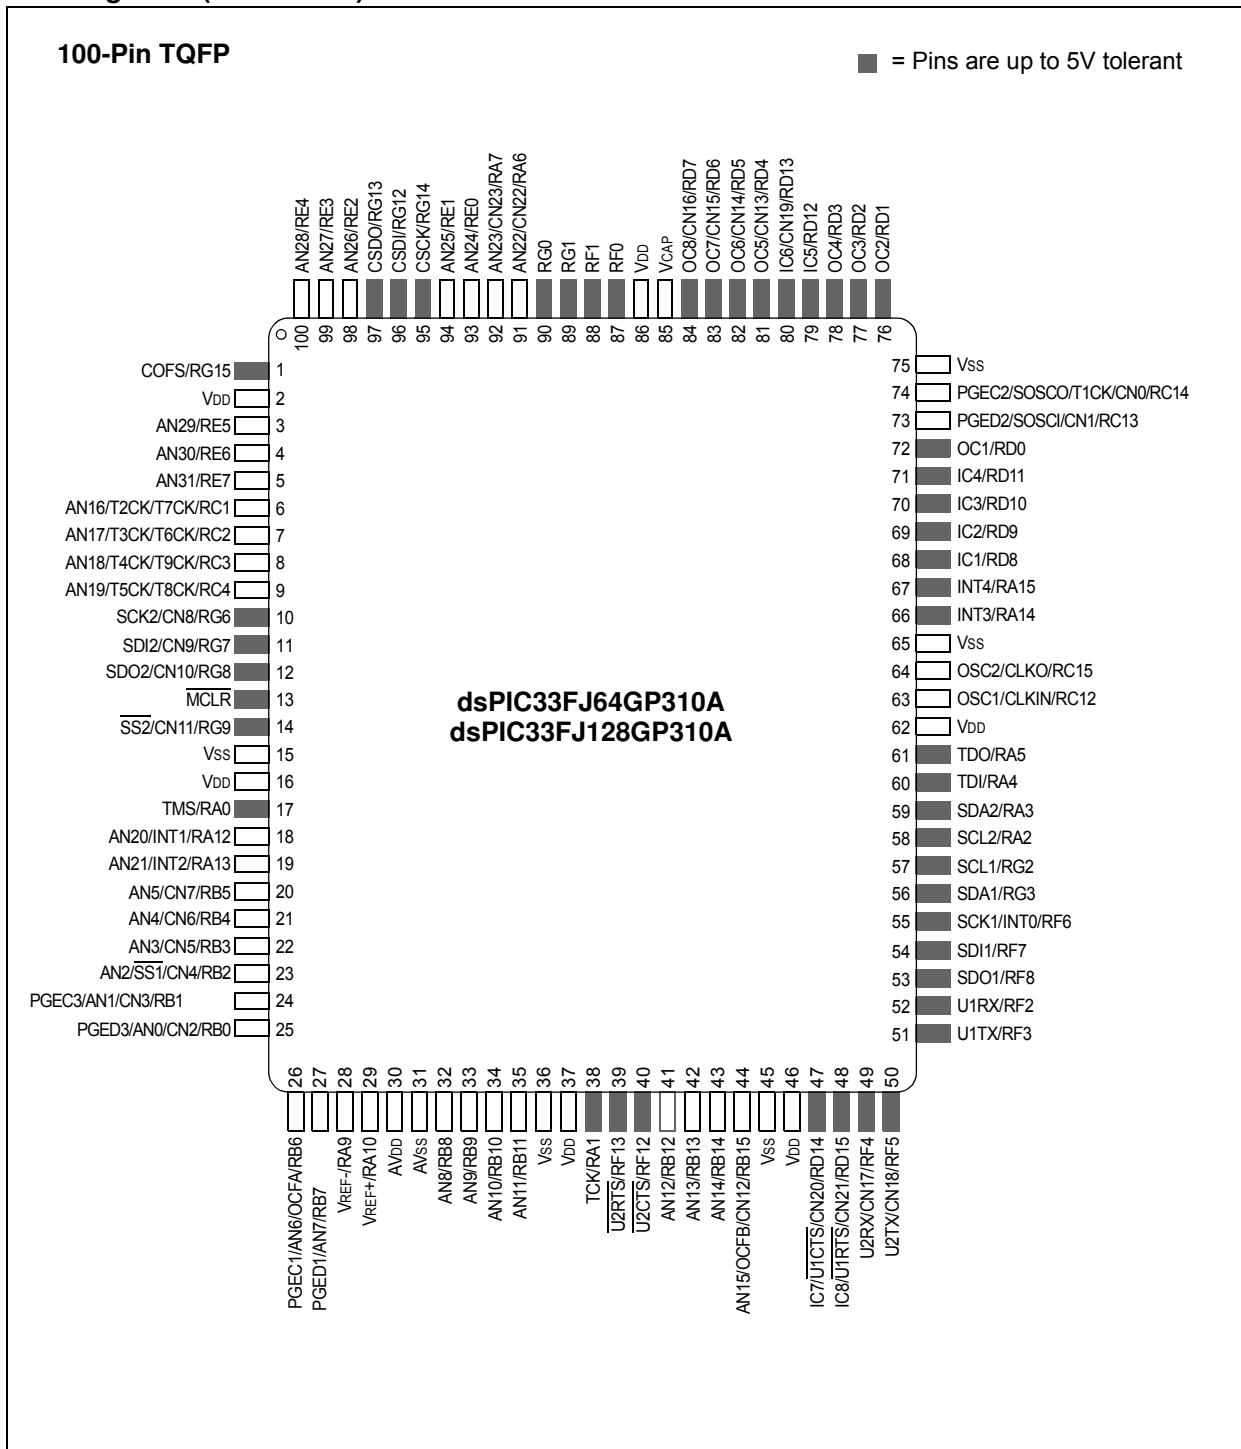 100-Pin TQFP
= Pins are up to 5V tolerant
AN28/RE4
AN27/RE3
AN26/RE2
CSDO/RG13
CSDI/RG12
CSCK/RG14
AN25/RE1
AN24/RE0
AN23/CN23/RA7
AN22/CN22/RA6
RG0
RG1
RF1
RF0
VDD
VCAP
OC8/CN16/RD7
OC7/CN15/RD6
OC6/CN14/RD5
OC5/CN13/RD4
IC6/CN19/RD13
IC5/RD12
OC4/RD3
OC3/RD2
OC2/RD1
100
99
98
97
96
95
94
93
92
91
90
89
88
87
86
85
84
83
82
81
80
79
78
77
76
COFS/RG15 1
VDD 2
AN29/RE5 3
AN30/RE6 4
AN31/RE7 5
AN16/T2CK/T7CK/RC1 6
AN17/T3CK/T6CK/RC2 7
AN18/T4CK/T9CK/RC3 8
AN19/T5CK/T8CK/RC4 9
SCK2/CN8/RG6 10
SDI2/CN9/RG7 11
SDO2/CN10/RG8 12
MCLR 13
SS2/CN11/RG9 14
VSS 15
VDD 16
TMS/RA0 17
AN20/INT1/RA12 18
AN21/INT2/RA13 19
AN5/CN7/RB5 20
AN4/CN6/RB4 21
AN3/CN5/RB3 22
AN2/SS1/CN4/RB2 23
PGEC3/AN1/CN3/RB1 24
PGED3/AN0/CN2/RB0 25
dsPIC33FJ64GP310A
dsPIC33FJ128GP310A
75 VSS
74 PGEC2/SOSCO/T1CK/CN0/RC14
73 PGED2/SOSCI/CN1/RC13
72 OC1/RD0
71 IC4/RD11
70 IC3/RD10
69 IC2/RD9
68 IC1/RD8
67 INT4/RA15
66 INT3/RA14
65 VSS
64 OSC2/CLKO/RC15
63 OSC1/CLKIN/RC12
62 VDD
61 TDO/RA5
60 TDI/RA4
59 SDA2/RA3
58 SCL2/RA2
57 SCL1/RG2
56 SDA1/RG3
55 SCK1/INT0/RF6
54 SDI1/RF7
53 SDO1/RF8
52 U1RX/RF2
51 U1TX/RF3
26
27
28
29
30
31
32
33
34
35
36
37
38
39
40
41
42
43
44
45
46
47
48
49
50
PGEC1/AN6/OCFA/RB6
PGED1/AN7/RB7
VREF-/RA9
VREF+/RA10
AVDD
AVSS
AN8/RB8
AN9/RB9
AN10/RB10
AN11/RB11
VSS
VDD
TCK/RA1
U2RTS/RF13
U2CTS/RF12
AN12/RB12
AN13/RB13
AN14/RB14
AN15/OCFB/CN12/RB15
VSS
VDD
IC7/U1CTS/CN20/RD14
IC8/U1RTS/CN21/RD15
U2RX/CN17/RF4
U2TX/CN18/RF5